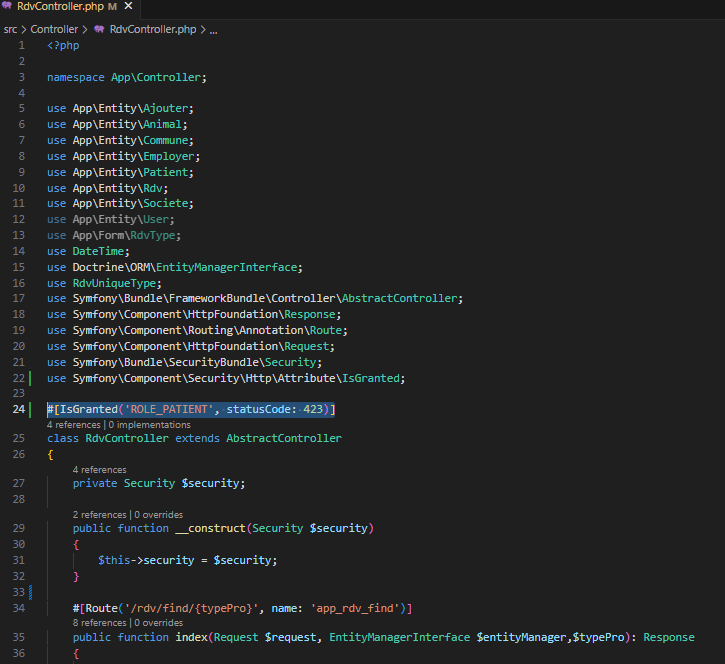 RdvController.php M ✕
src > Controller > RdvController.php > ...
1 <?php
2
3 namespace App\Controller;
4
5 use App\Entity\Ajouter;
6 use App\Entity\Animal;
7 use App\Entity\Commune;
8 use App\Entity\Employer;
9 use App\Entity\Patient;
10 use App\Entity\Rdv;
11 use App\Entity\Societe;
12 use App\Entity\User;
13 use App\Form\RdvType;
14 use DateTime;
15 use Doctrine\ORM\EntityManagerInterface;
16 use RdvUniqueType;
17 use Symfony\Bundle\FrameworkBundle\Controller\AbstractController;
18 use Symfony\Component\HttpFoundation\Response;
19 use Symfony\Component\Routing\Annotation\Route;
20 use Symfony\Component\HttpFoundation\Request;
21 use Symfony\Bundle\SecurityBundle\Security;
22 use Symfony\Component\Security\Http\Attribute\IsGranted;
23
24 #[IsGranted('ROLE_PATIENT', statusCode: 423)]
4 references | 0 implementations
25 class RdvController extends AbstractController
26 {
4 references
27 private Security $security;
28
2 references | 0 overrides
29 public function __construct(Security $security)
30 {
31 $this->security = $security;
32 }
33
34 #[Route('/rdv/find/{typePro}', name: 'app_rdv_find')]
8 references | 0 overrides
35 public function index(Request $request, EntityManagerInterface $entityManager,$typePro): Response
36 {